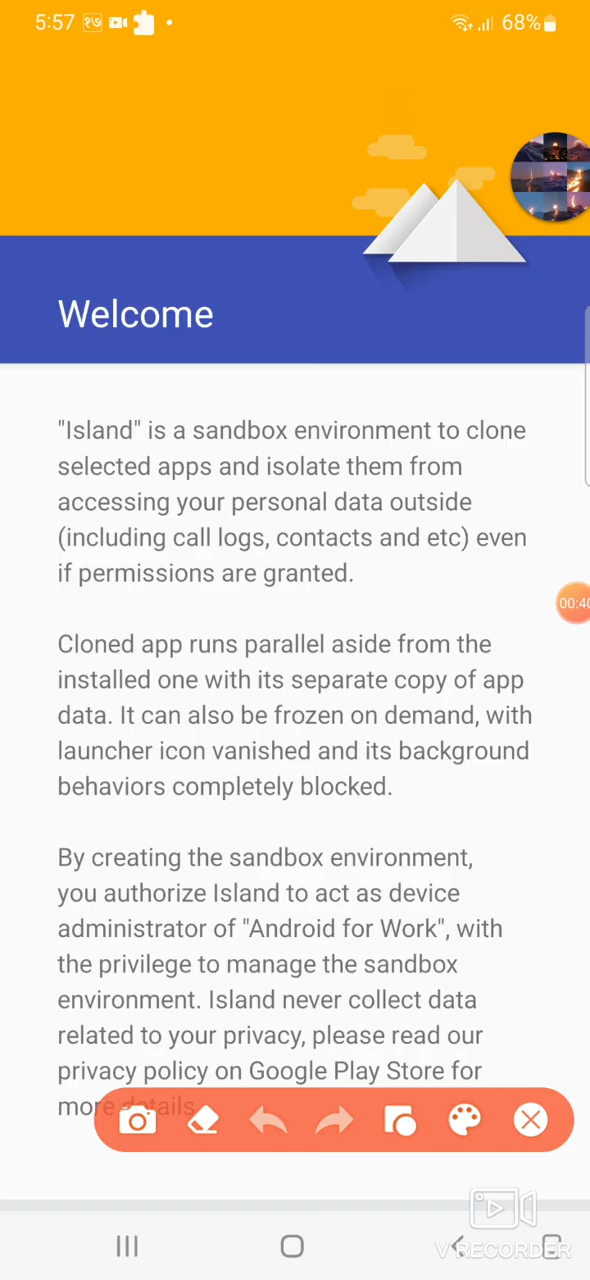 5:57
१७
68%
Welcome
"Island" is a sandbox environment to clone
selected apps and isolate them from
accessing your personal data outside
(including call logs, contacts and etc) even
if permissions are granted.
00:40
Cloned app runs parallel aside from the
installed one with its separate copy of app
data. It can also be frozen on demand, with
launcher icon vanished and its background
behaviors completely blocked.
By creating the sandbox environment,
you authorize Island to act as device
administrator of "Android for Work", with
the privilege to manage the sandbox
environment. Island never collect data
related to your privacy, please read our
privacy policy on Google Play Store for
more details
V RECORDER